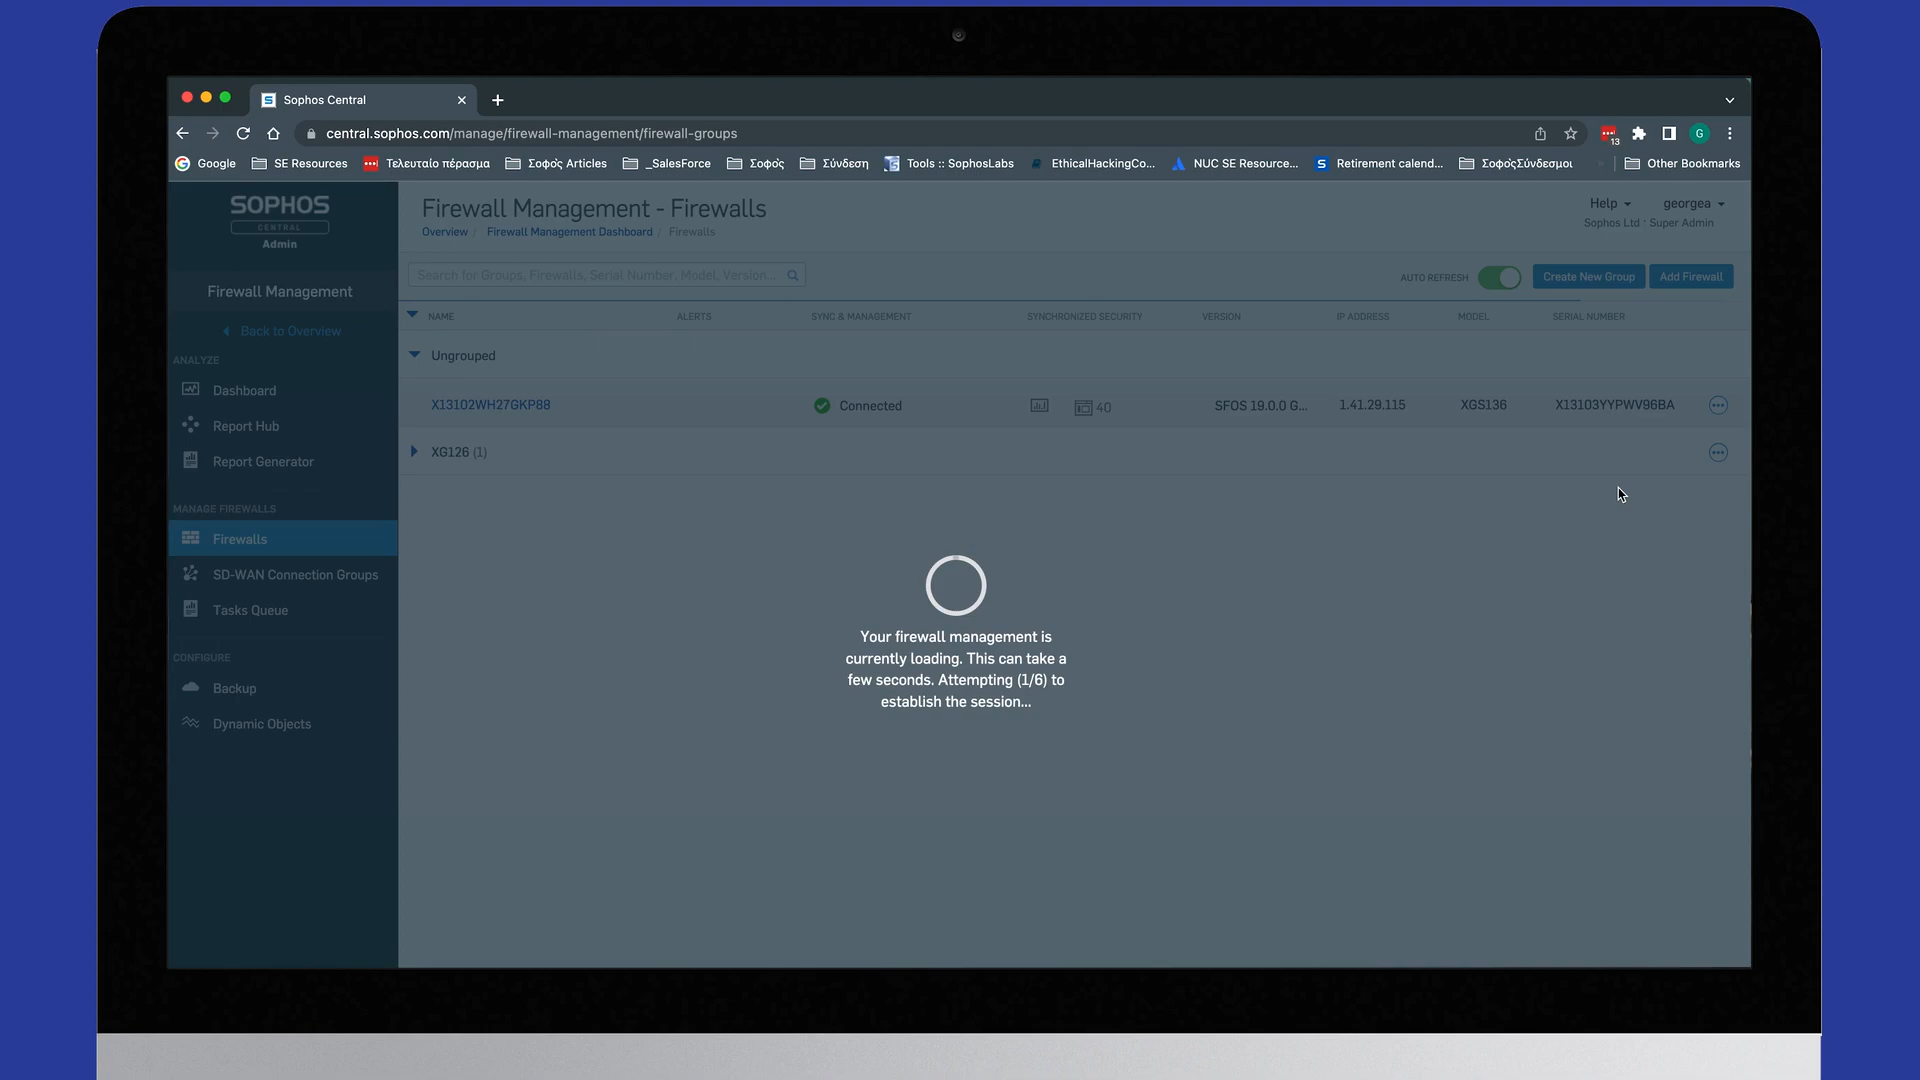 Sophos Central
central.sophos.com/manage/firewall-management/firewall-groups
13
G
Google
SE Resources
Τελευταίο πέρασμα
Σοφὸς Articles
_SalesForce
Σοφὸς
Σύνδεση
Tools :: SophosLabs
EthicalHackingCo...
NUC SE Resource...
S
Retirement calend...
ΣοφὸςΣύνδεσμοι
Other Bookmarks
SOPHOS
CENTRAL
Admin
Firewall Management
Back to Overview
ANALYZE
Dashboard
Report Hub
Report Generator
MANAGE FIREWALLS
Firewalls
SD-WAN Connection Groups
Tasks Queue
CONFIGURE
Backup
Dynamic Objects
Firewall Management - Firewalls
Overview / Firewall Management Dashboard / Firewalls
Help
georgea
Sophos Ltd · Super Admin
Search for Groups, Firewalls, Serial Number, Model, Version...
AUTO REFRESH
Create New Group
Add Firewall
NAME ALERTS SYNC & MANAGEMENT SYNCHRONIZED SECURITY VERSION IP ADDRESS MODEL SERIAL NUMBER
Ungrouped
X13102WH27GKP88 Connected 40 SFOS 19.0.0 G... 1.41.29.115 XGS136 X13103YYPWV96BA
XG126 (1)
Your firewall management is
currently loading. This can take a
few seconds. Attempting (1/6) to
establish the session...